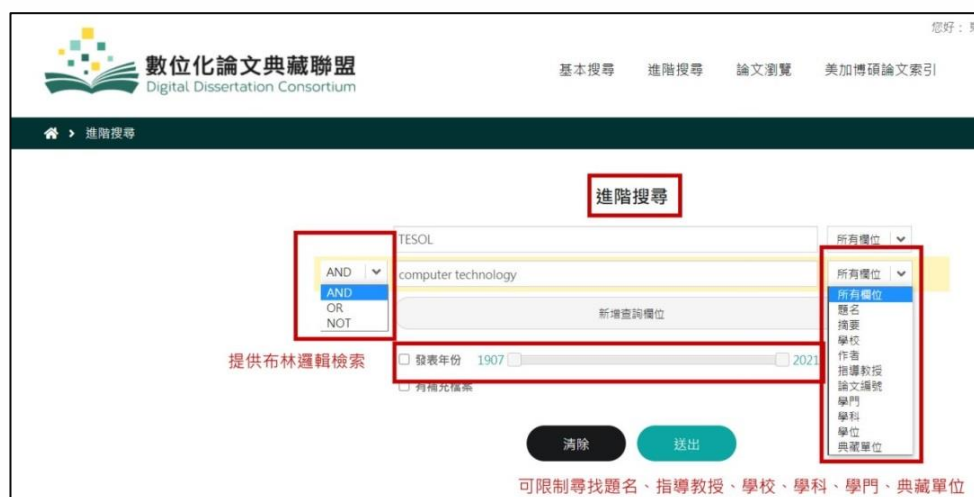 您好：
數位化論文典藏聯盟
Digital Dissertation Consortium
基本搜尋 進階搜尋 論文瀏覽 美加博碩論文索引
進階搜尋
進階搜尋
TESOL 所有欄位
AND computer technology 所有欄位
AND
OR
NOT
所有欄位
題名
摘要
學校
作者
指導教授
論文編號
學門
學科
學位
典藏單位
新增查詢欄位
提供布林邏輯檢索
發表年份 1907 2021
有補充檔案
清除 送出
可限制尋找題名、指導教授、學校、學科、學門、典藏單位